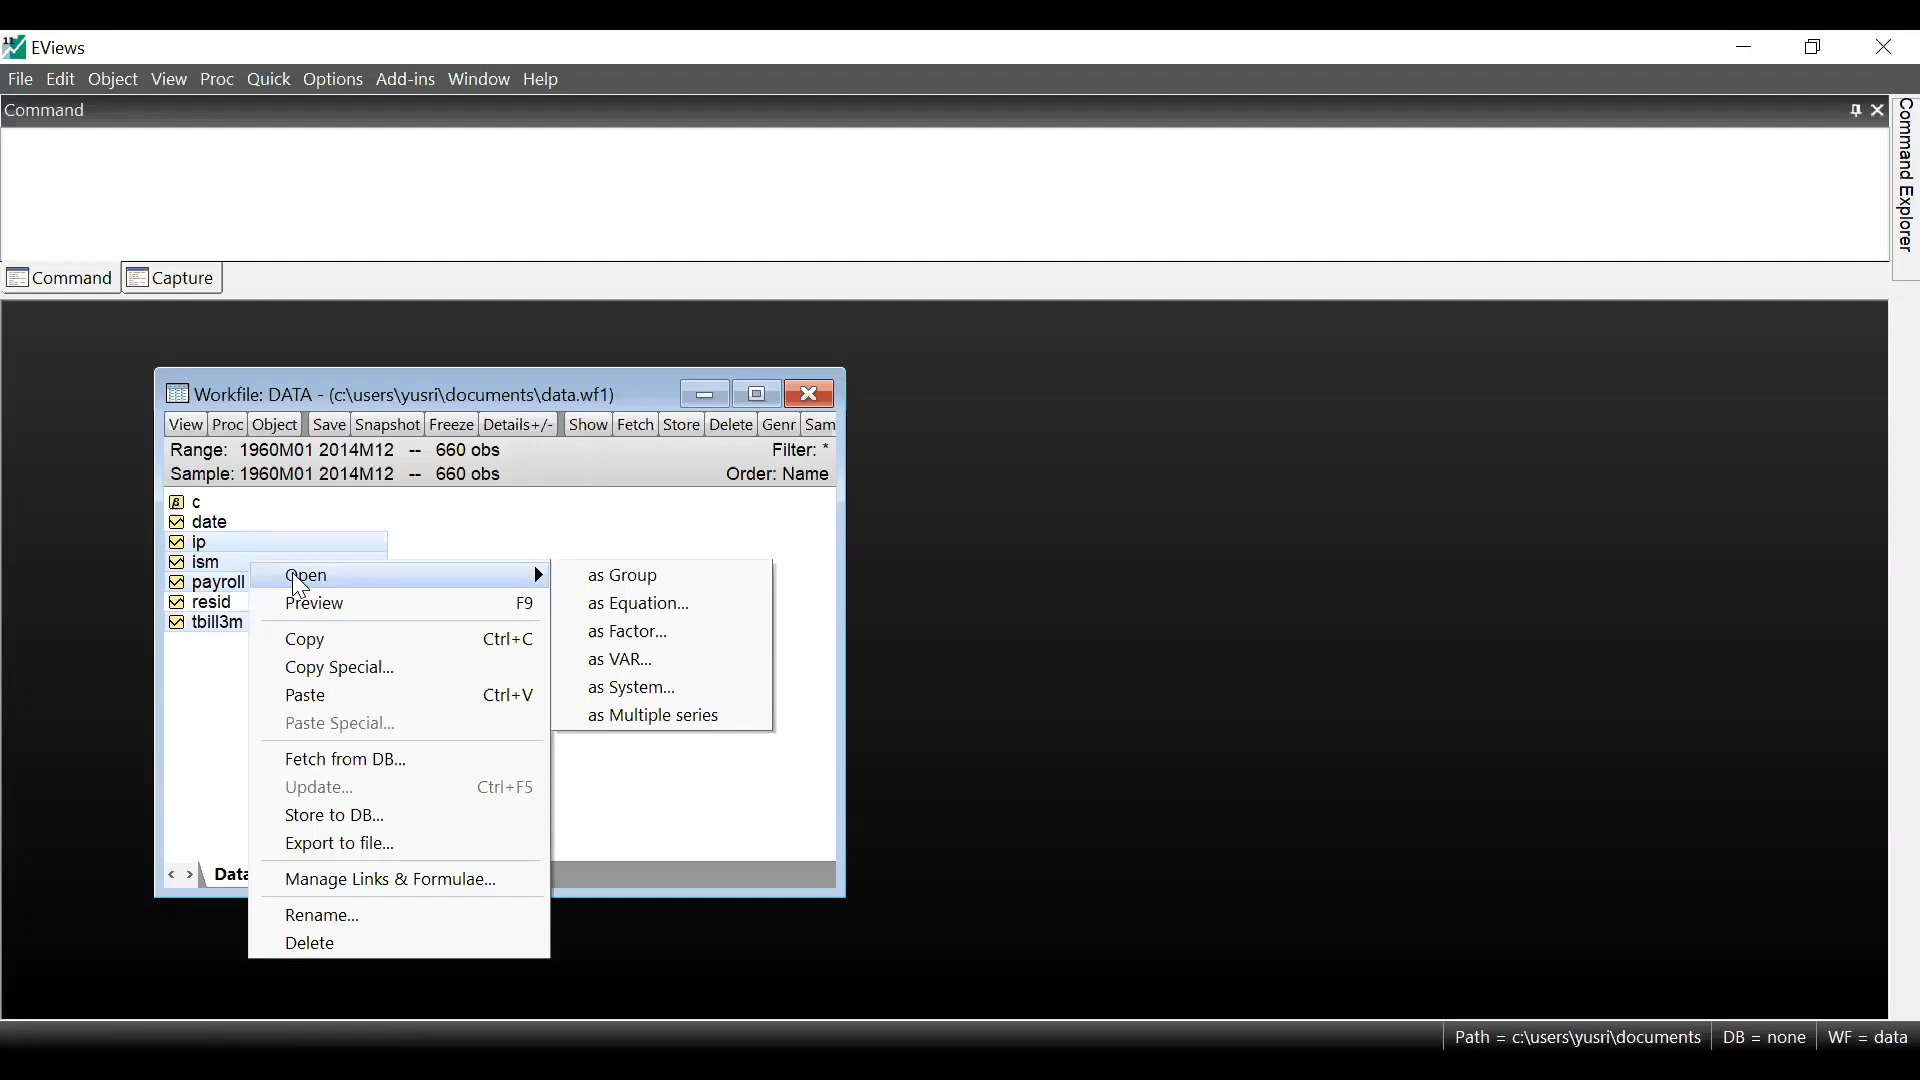 EViews
File Edit Object View Proc Quick Options Add-ins Window Help
Command
Command Explorer
Command Capture
Workfile: DATA - (c:\users\yusri\documents\data.wf1)
View Proc Object Save Snapshot Freeze Details+/- Show Fetch Store Delete Genr Sam
Range: 1960M01 2014M12 -- 660 obs Filter: *
Sample: 1960M01 2014M12 -- 660 obs Order: Name
β c
date
ip
ism
payroll
resid
tbill3m
Open
Preview F9
Copy Ctrl+C
Copy Special...
Paste Ctrl+V
Paste Special...
Fetch from DB...
Update... Ctrl+F5
Store to DB...
Export to file...
Manage Links & Formulae...
Rename...
Delete
as Group
as Equation...
as Factor...
as VAR...
as System...
as Multiple series
< > Data
Path = c:\users\yusri\documents DB = none WF = data